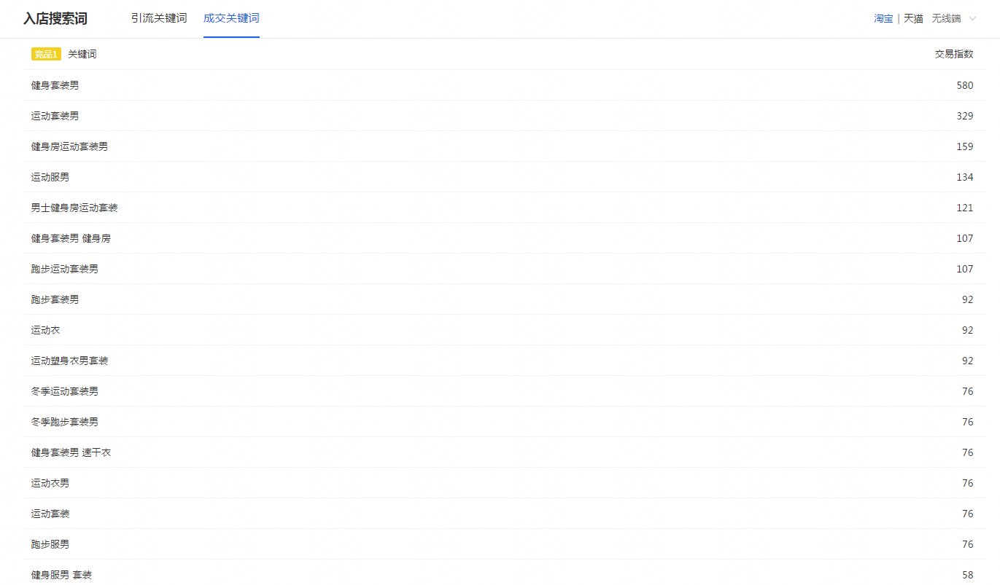 入店搜索词 引流关键词 成交关键词 淘宝 | 天猫 无线端
竞品1 关键词 交易指数
健身套装男 580
运动套装男 329
健身房运动套装男 159
运动服男 134
男士健身房运动套装 121
健身套装男 健身房 107
跑步运动套装男 107
跑步套装男 92
运动衣 92
运动塑身衣男套装 92
冬季运动套装男 76
冬季跑步套装男 76
健身套装男 速干衣 76
运动衣男 76
运动套装 76
跑步服男 76
健身服男 套装 58